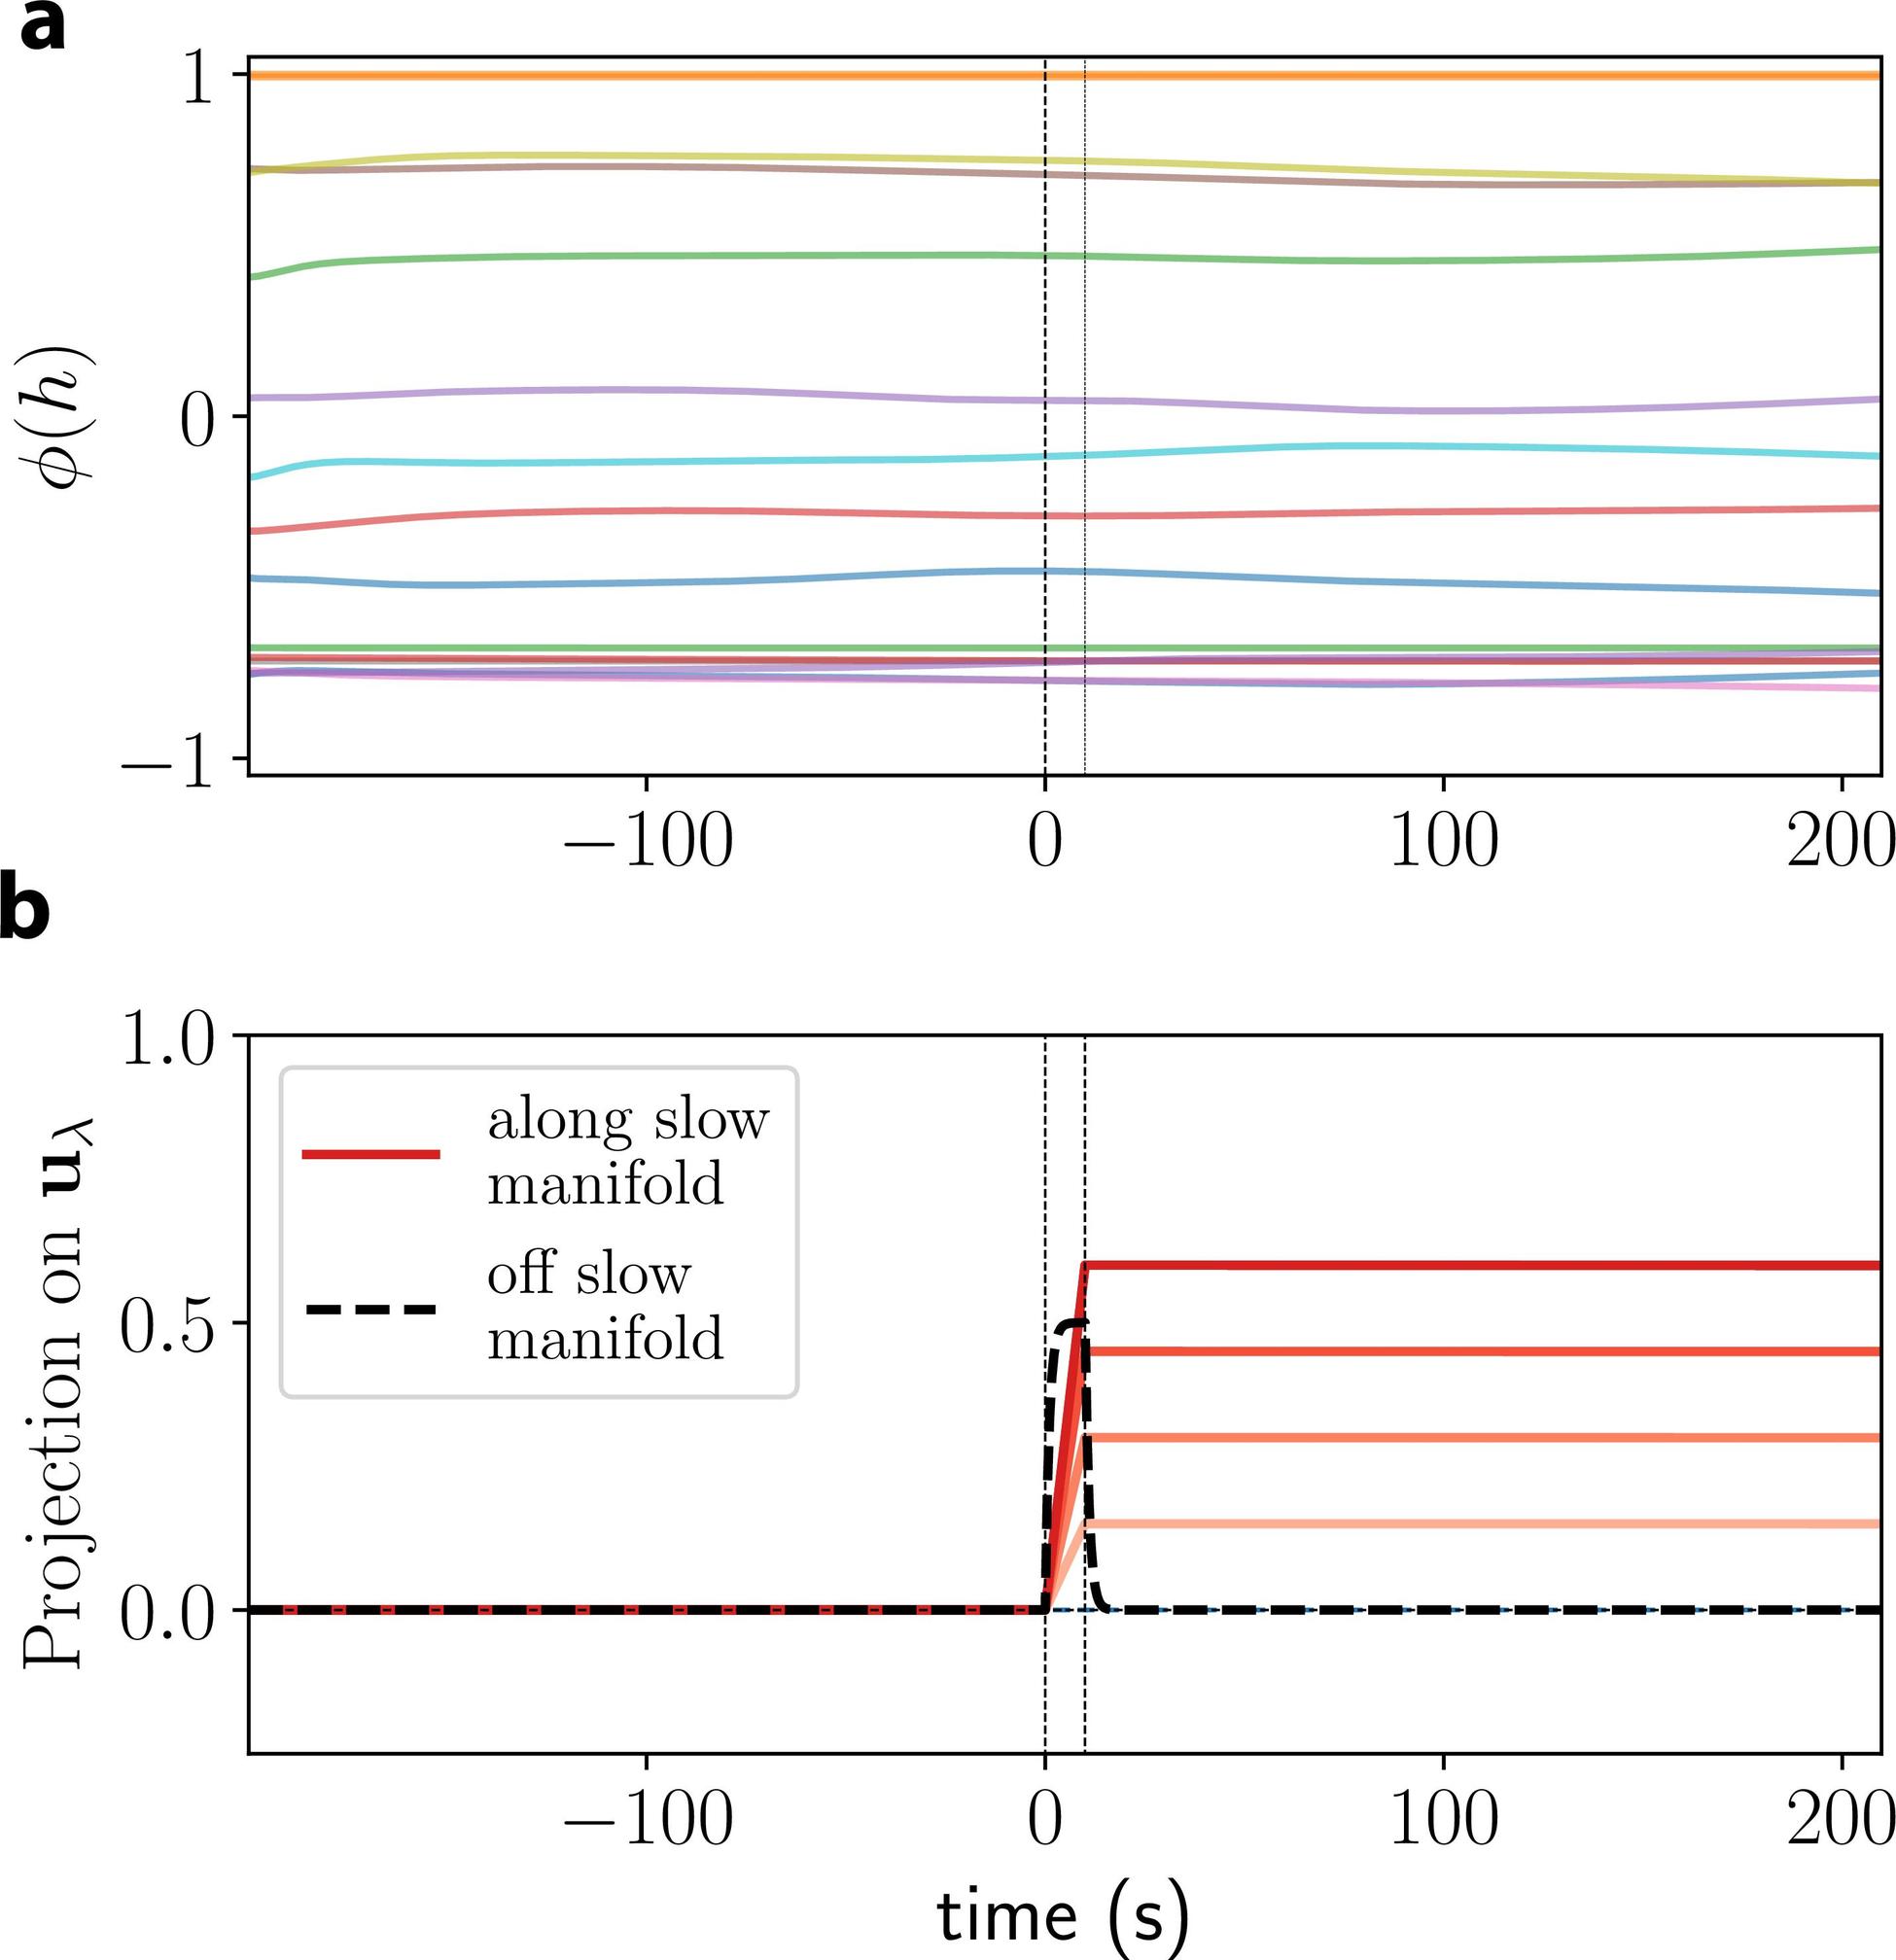 a
1
0
−1
ϕ(h)
−100 0 100 200
b
1.0
0.5
0.0
Projection on uλ
along slow
manifold
off slow
manifold
−100 0 100 200
time (s)